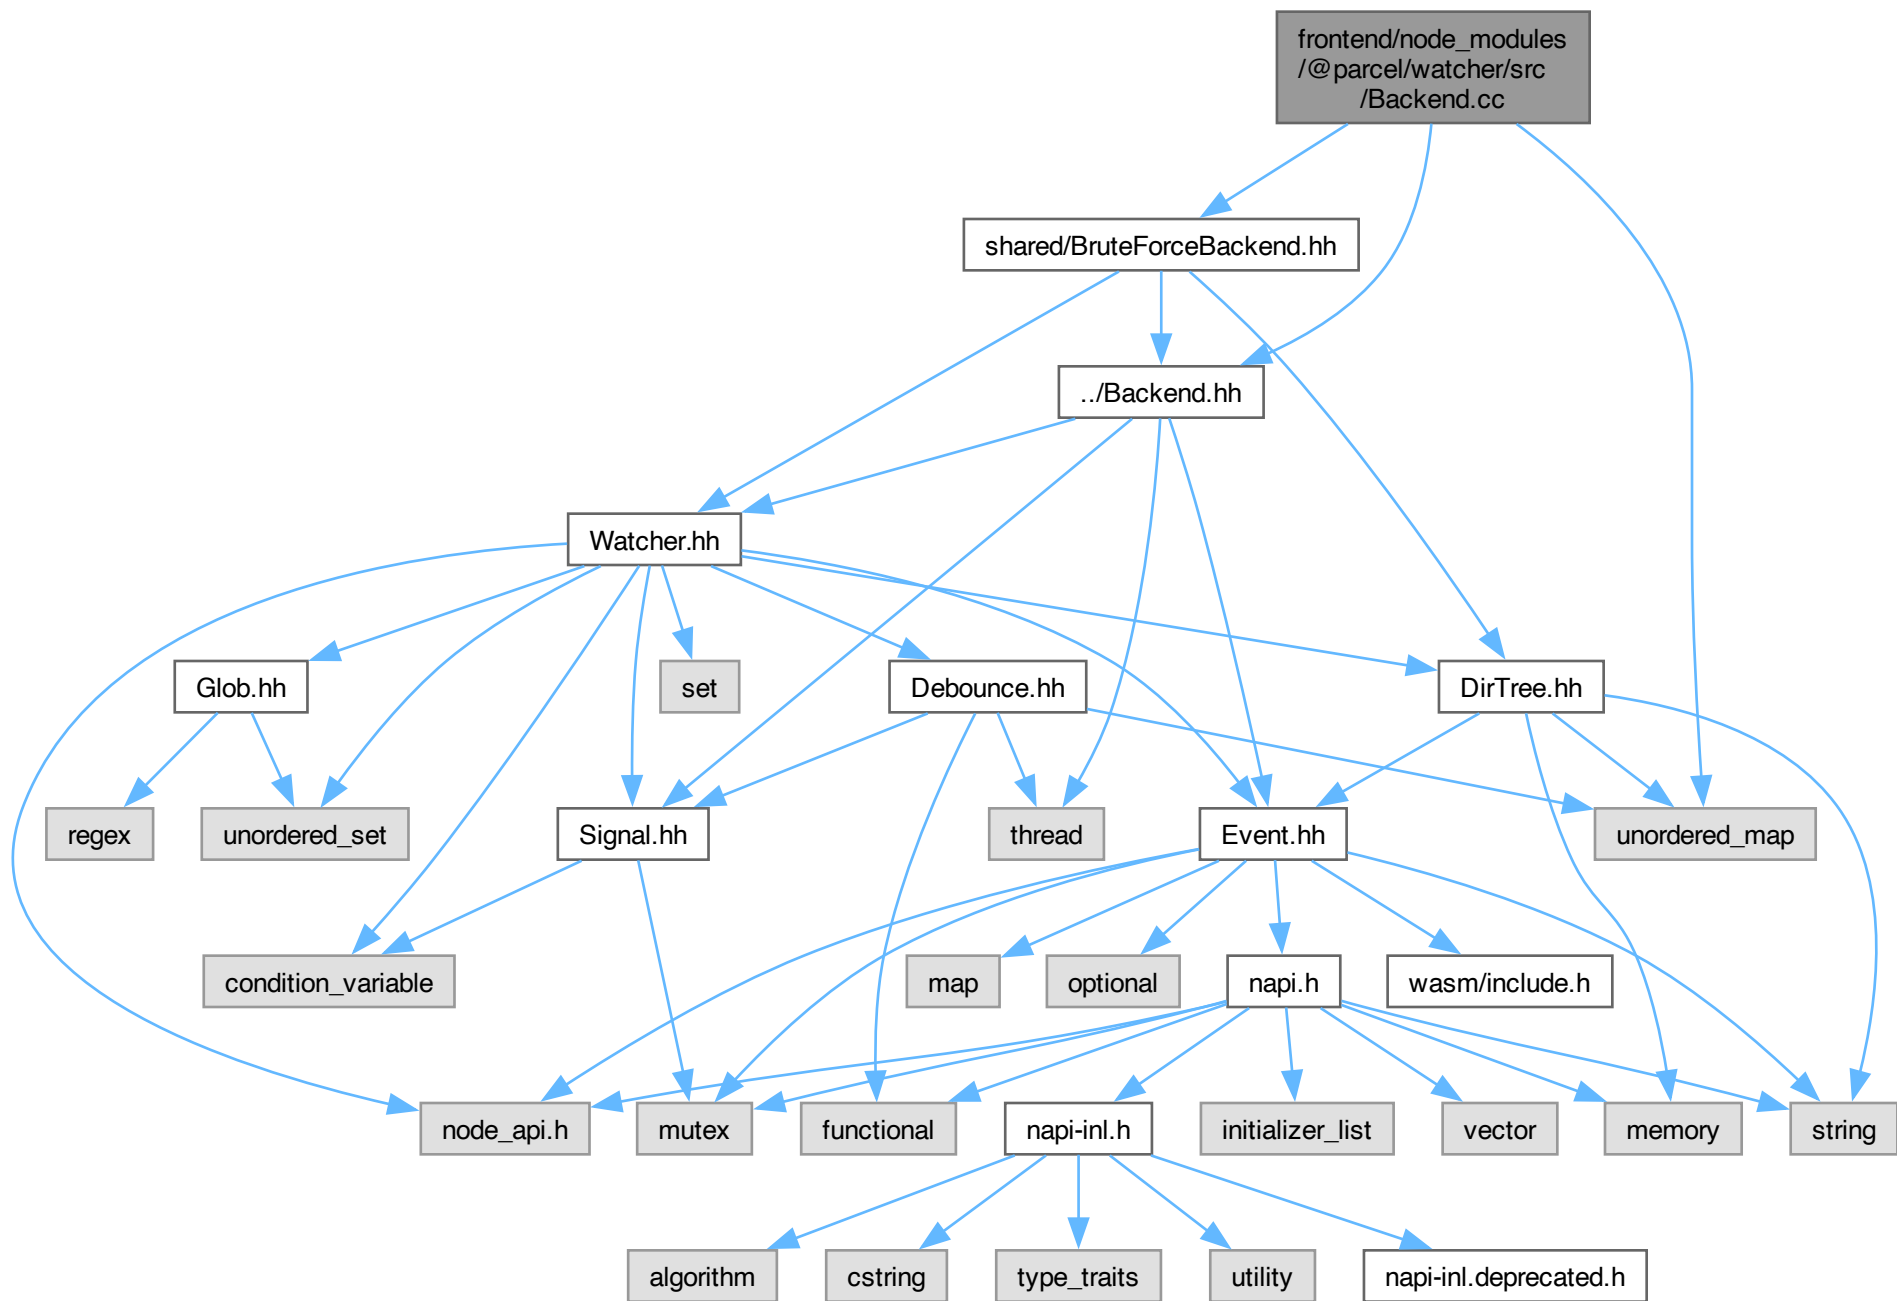 frontend/node_modules
/@parcel/watcher/src
/Backend.cc
shared/BruteForceBackend.hh
../Backend.hh
Watcher.hh
Glob.hh
set
Debounce.hh
DirTree.hh
regex
unordered_set
Signal.hh
thread
Event.hh
unordered_map
condition_variable
map
optional
napi.h
wasm/include.h
node_api.h
mutex
functional
napi-inl.h
initializer_list
vector
memory
string
algorithm
cstring
type_traits
utility
napi-inl.deprecated.h